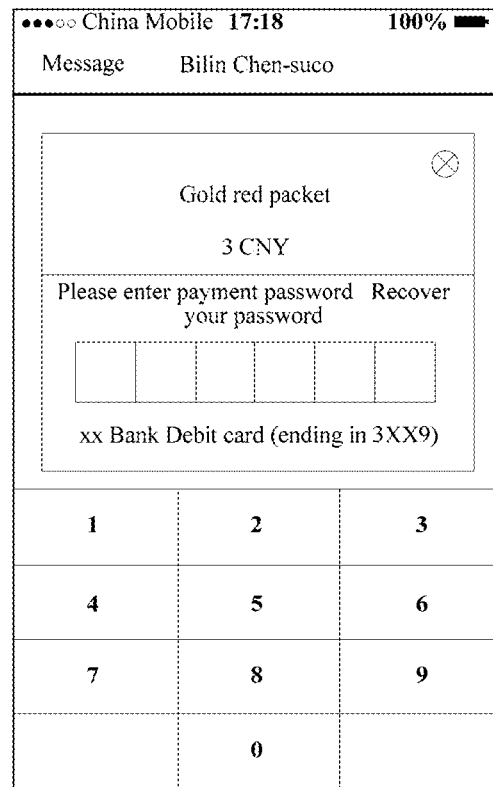 China Mobile 17:18 100%
Message Bilin Chen-suco
Gold red packet
3 CNY
Please enter payment password Recover
your password
xx Bank Debit card (ending in 3XX9)
1 2 3
4 5 6
7 8 9
0